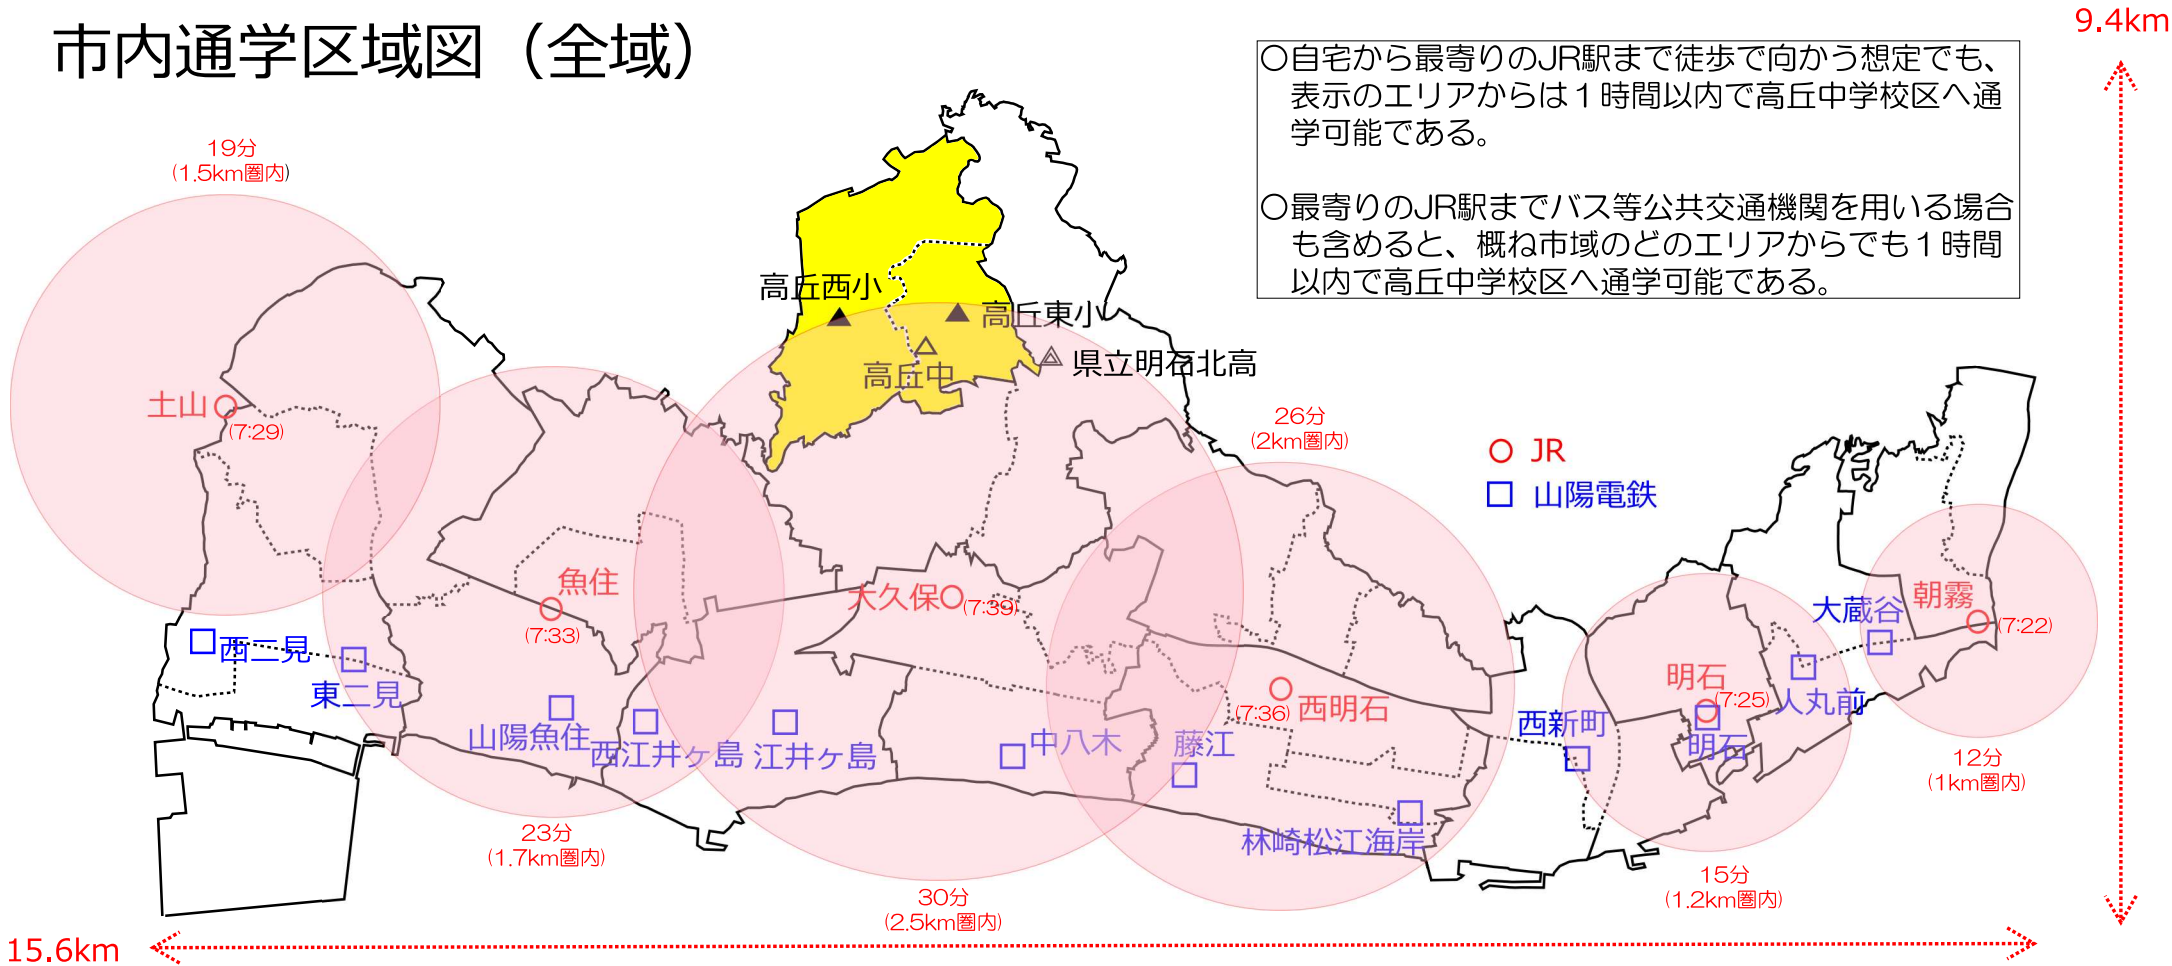 市内通学区域図（全域）
9.4km
〇自宅から最寄りのJR駅まで徒歩で向かう想定でも、
表示のエリアからは１時間以内で高丘中学校区へ通
学可能である。
〇最寄りのJR駅までバス等公共交通機関を用いる場合
も含めると、概ね市域のどのエリアからでも１時間
以内で高丘中学校区へ通学可能である。
19分
(1.5km圏内)
高丘西小
高丘東小
県立明石北高
高丘中
土山
(7:29)
26分
(2km圏内)
JR
山陽電鉄
魚住
(7:33)
大久保
(7:39)
朝霧
(7:22)
大蔵谷
西二見
東二見
明石
(7:25)
人丸前
西明石
(7:36)
西新町
明石
山陽魚住
西江井ヶ島
江井ヶ島
中八木
藤江
林崎松江海岸
12分
(1km圏内)
23分
(1.7km圏内)
30分
(2.5km圏内)
15分
(1.2km圏内)
15.6km